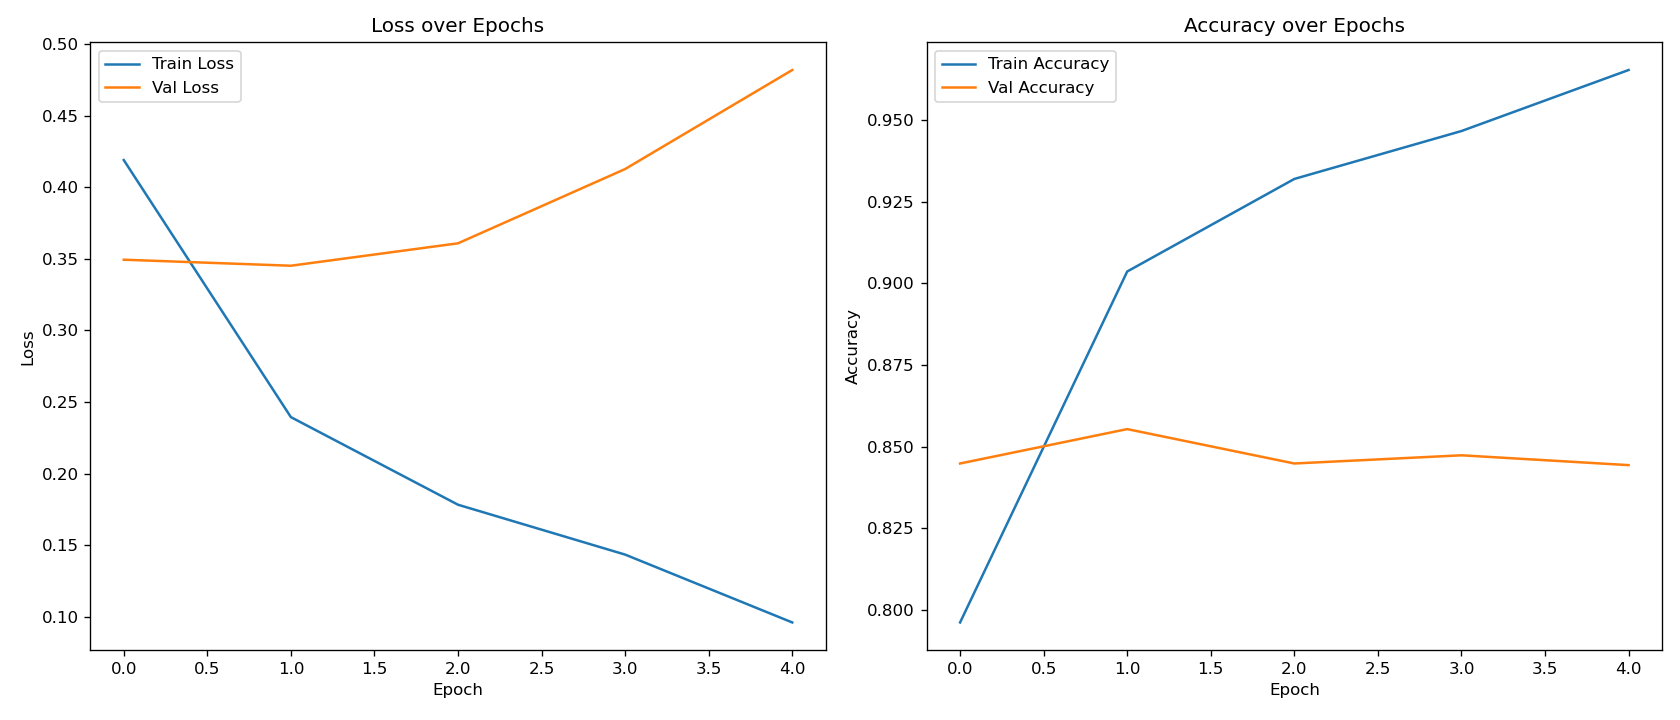 Loss over Epochs
Train Loss
Val Loss
0.50
0.45
0.40
0.35
0.30
0.25
0.20
0.15
0.10
Loss
0.0 0.5 1.0 1.5 2.0 2.5 3.0 3.5 4.0
Epoch
Accuracy over Epochs
Train Accuracy
Val Accuracy
0.950
0.925
0.900
0.875
0.850
0.825
0.800
Accuracy
0.0 0.5 1.0 1.5 2.0 2.5 3.0 3.5 4.0
Epoch